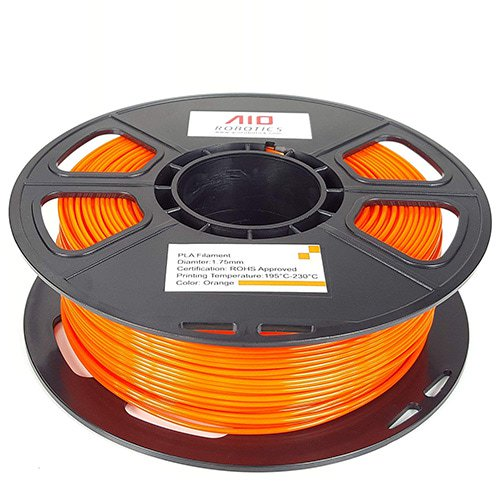 AIO
ROBOTICS
PLA Filament
Diamter:1.75mm
Certification: ROHS Approved
Printing Temperature:195°C-230°C
Color: Orange